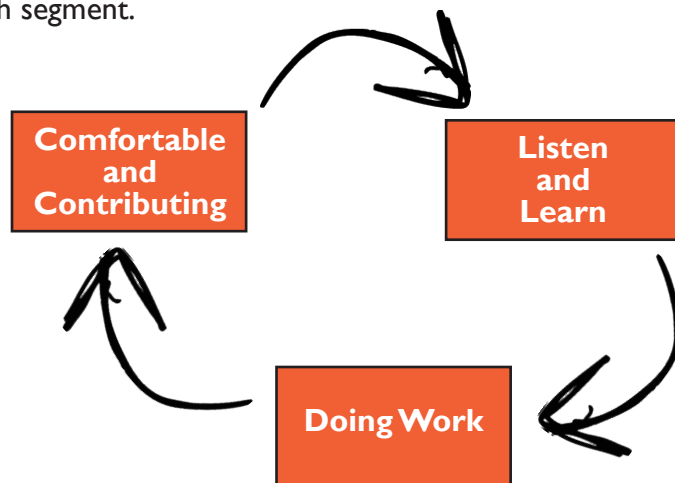 segment.
Comfortable
and
Contributing
Listen
and
Learn
Doing Work